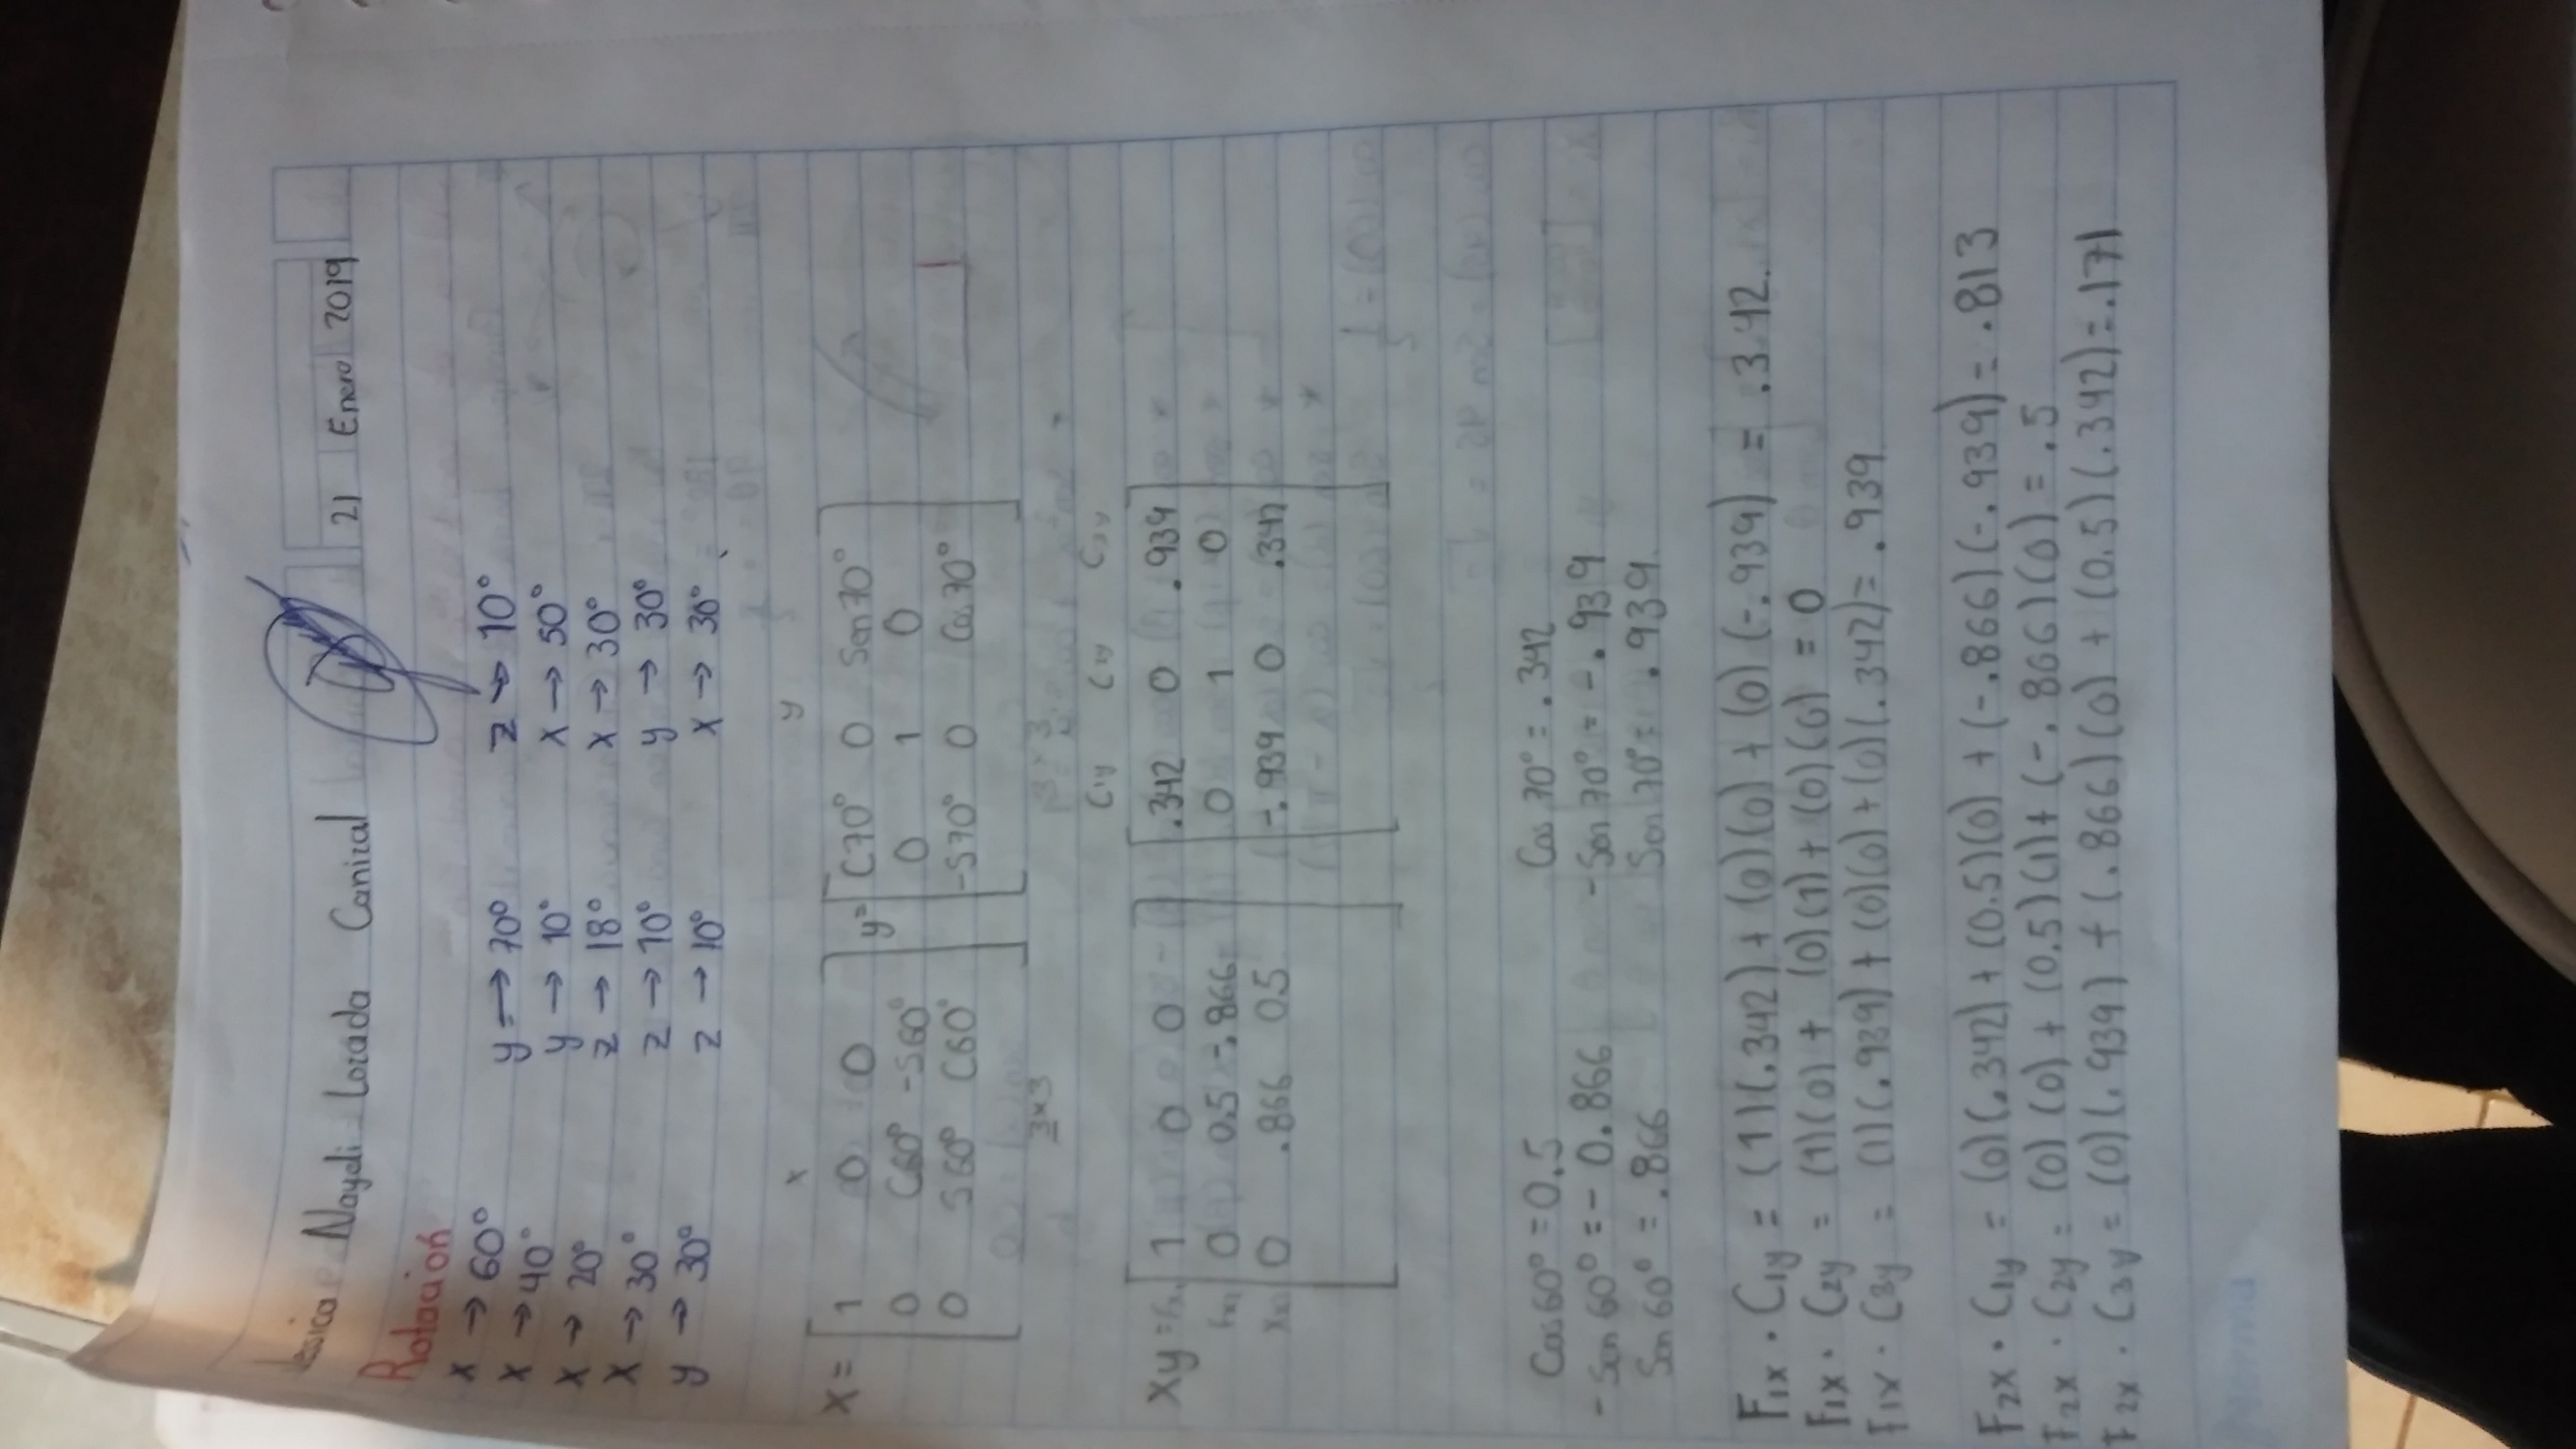 Jessica Nayeli Lozada Canizal 21 Enero 2019
Rotación
x → 60° y → 70° z → 10°
x → 40° y → 10° x → 50°
x → 20° z → 18° x → 30°
x → 30° z → 10° y → 30°
y → 30° z → 10° x → 30°
x y
x = [ 1 0 0 ] y = [ C70° 0 Sen70° ]
0 C60° -S60° 0 1 0
0 S60° C60° -S70° 0 Cos70°
3x3 3x3
C1y C2y C3y
xy = F1x [ 1 0 0 ] [ .342 0 .939 ]
0 0.5 -.866 0 1 0
0 .866 0.5 -.939 0 .342
Cos 60° = 0.5 Cos 70° = .342
- Sen 60° = - 0.866 - Sen 70° = -.939
Sen 60° = .866 Sen 70° = .939
F1x · C1y = (1)(.342) + (0)(0) + (0)(-.939) = .342.
F1x · C2y = (1)(0) + (0)(1) + (0)(0) = 0
F1x · C3y = (1)(.939) + (0)(0) + (0)(.342) = .939
F2x · C1y = (0)(.342) + (0.5)(0) + (-.866)(-.939) = .813
F2x · C2y = (0)(0) + (0.5)(1) + (-.866)(0) = .5
F2x · C3y = (0)(.939) + (.866)(0) + (0.5)(.342) = .171
Norma